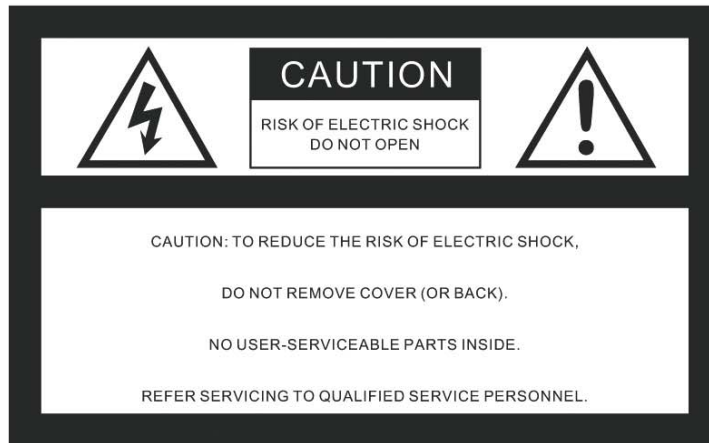 CAUTION
RISK OF ELECTRIC SHOCK
DO NOT OPEN
CAUTION: TO REDUCE THE RISK OF ELECTRIC SHOCK,
DO NOT REMOVE COVER (OR BACK).
NO USER-SERVICEABLE PARTS INSIDE.
REFER SERVICING TO QUALIFIED SERVICE PERSONNEL.